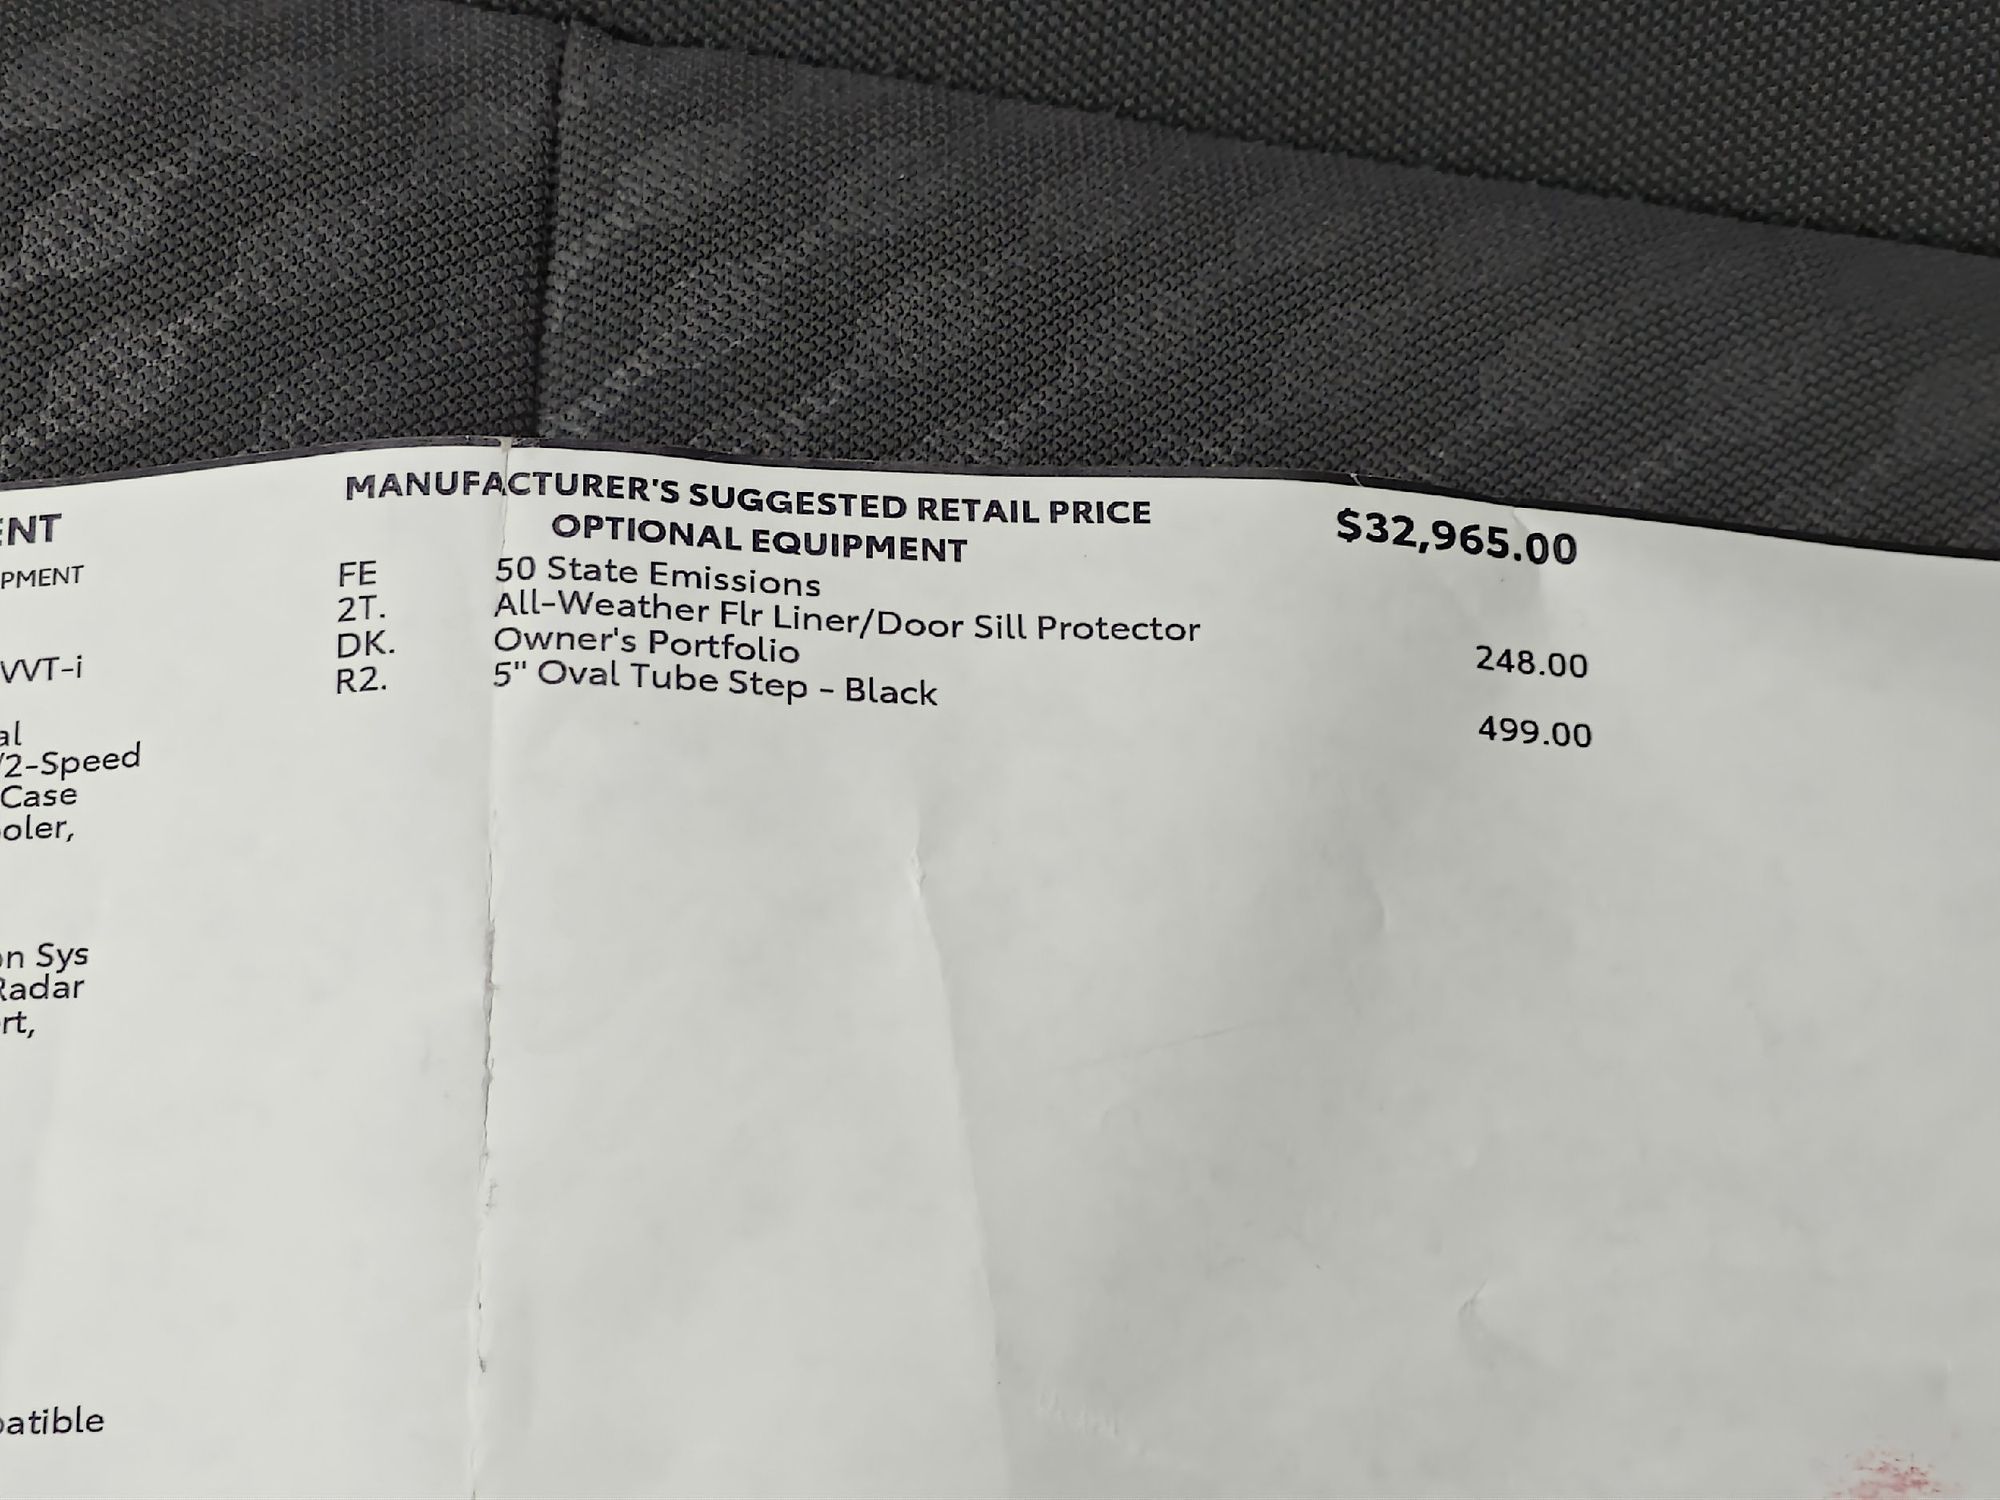 MANUFACTURER'S SUGGESTED RETAIL PRICE $32,965.00
OPTIONAL EQUIPMENT
FE 50 State Emissions
2T. All-Weather Flr Liner/Door Sill Protector 248.00
DK. Owner's Portfolio
R2. 5" Oval Tube Step - Black 499.00
ENT
PMENT
VVT-i
al
/2-Speed
Case
oler,
on Sys
Radar
rt,
patible